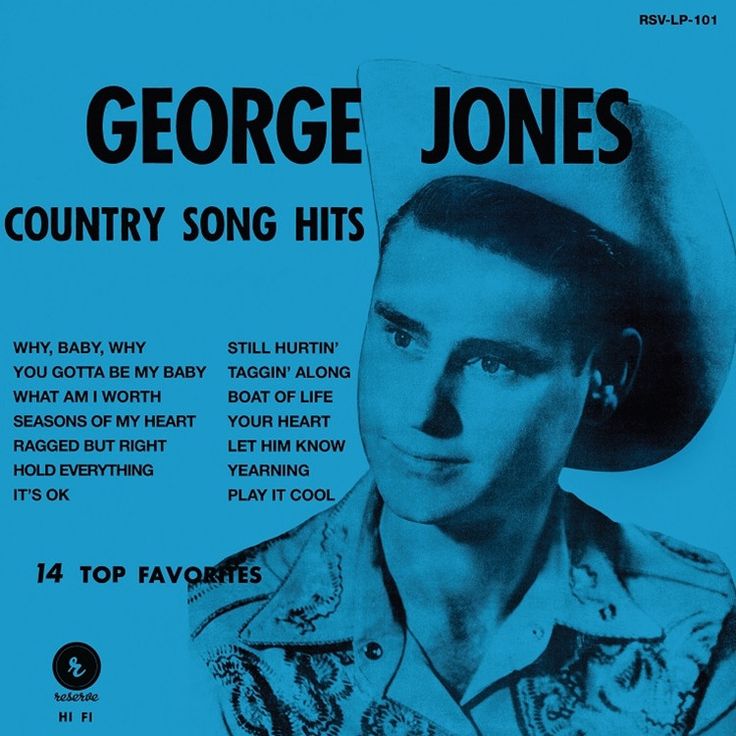 RSV-LP-101
GEORGE JONES
COUNTRY SONG HITS
WHY, BABY, WHY
YOU GOTTA BE MY BABY
WHAT AM I WORTH
SEASONS OF MY HEART
RAGGED BUT RIGHT
HOLD EVERYTHING
IT'S OK
STILL HURTIN'
TAGGIN' ALONG
BOAT OF LIFE
YOUR HEART
LET HIM KNOW
YEARNING
PLAY IT COOL
14 TOP FAVORITES
r
reserve
HI FI